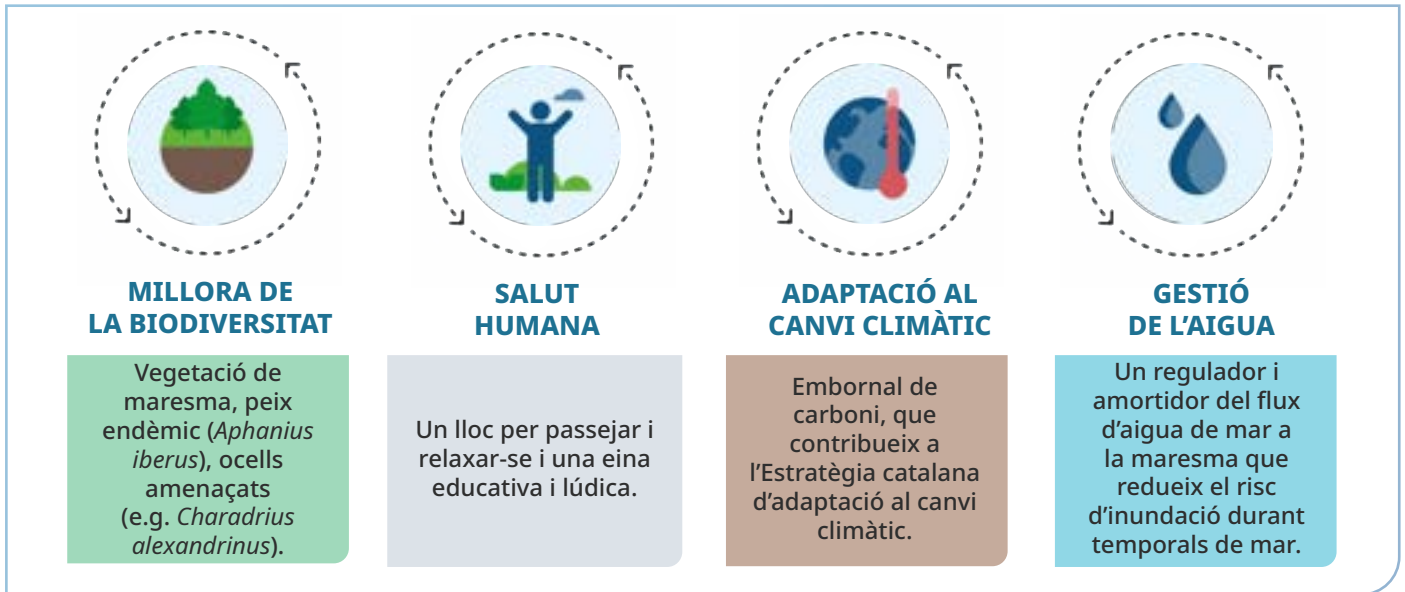 MILLORA DE
LA BIODIVERSITAT
Vegetació de
maresma, peix
endèmic (Aphanius
iberus), ocells
amenaçats
(e.g. Charadrius
alexandrinus).
SALUT
HUMANA
Un lloc per passejar i
relaxar-se i una eina
educativa i lúdica.
ADAPTACIÓ AL
CANVI CLIMÀTIC
Embornal de
carboni, que
contribueix a
l’Estratègia catalana
d’adaptació al canvi
climàtic.
GESTIÓ
DE L’AIGUA
Un regulador i
amortidor del flux
d’aigua de mar a
la maresma que
redueix el risc
d’inundació durant
temporals de mar.